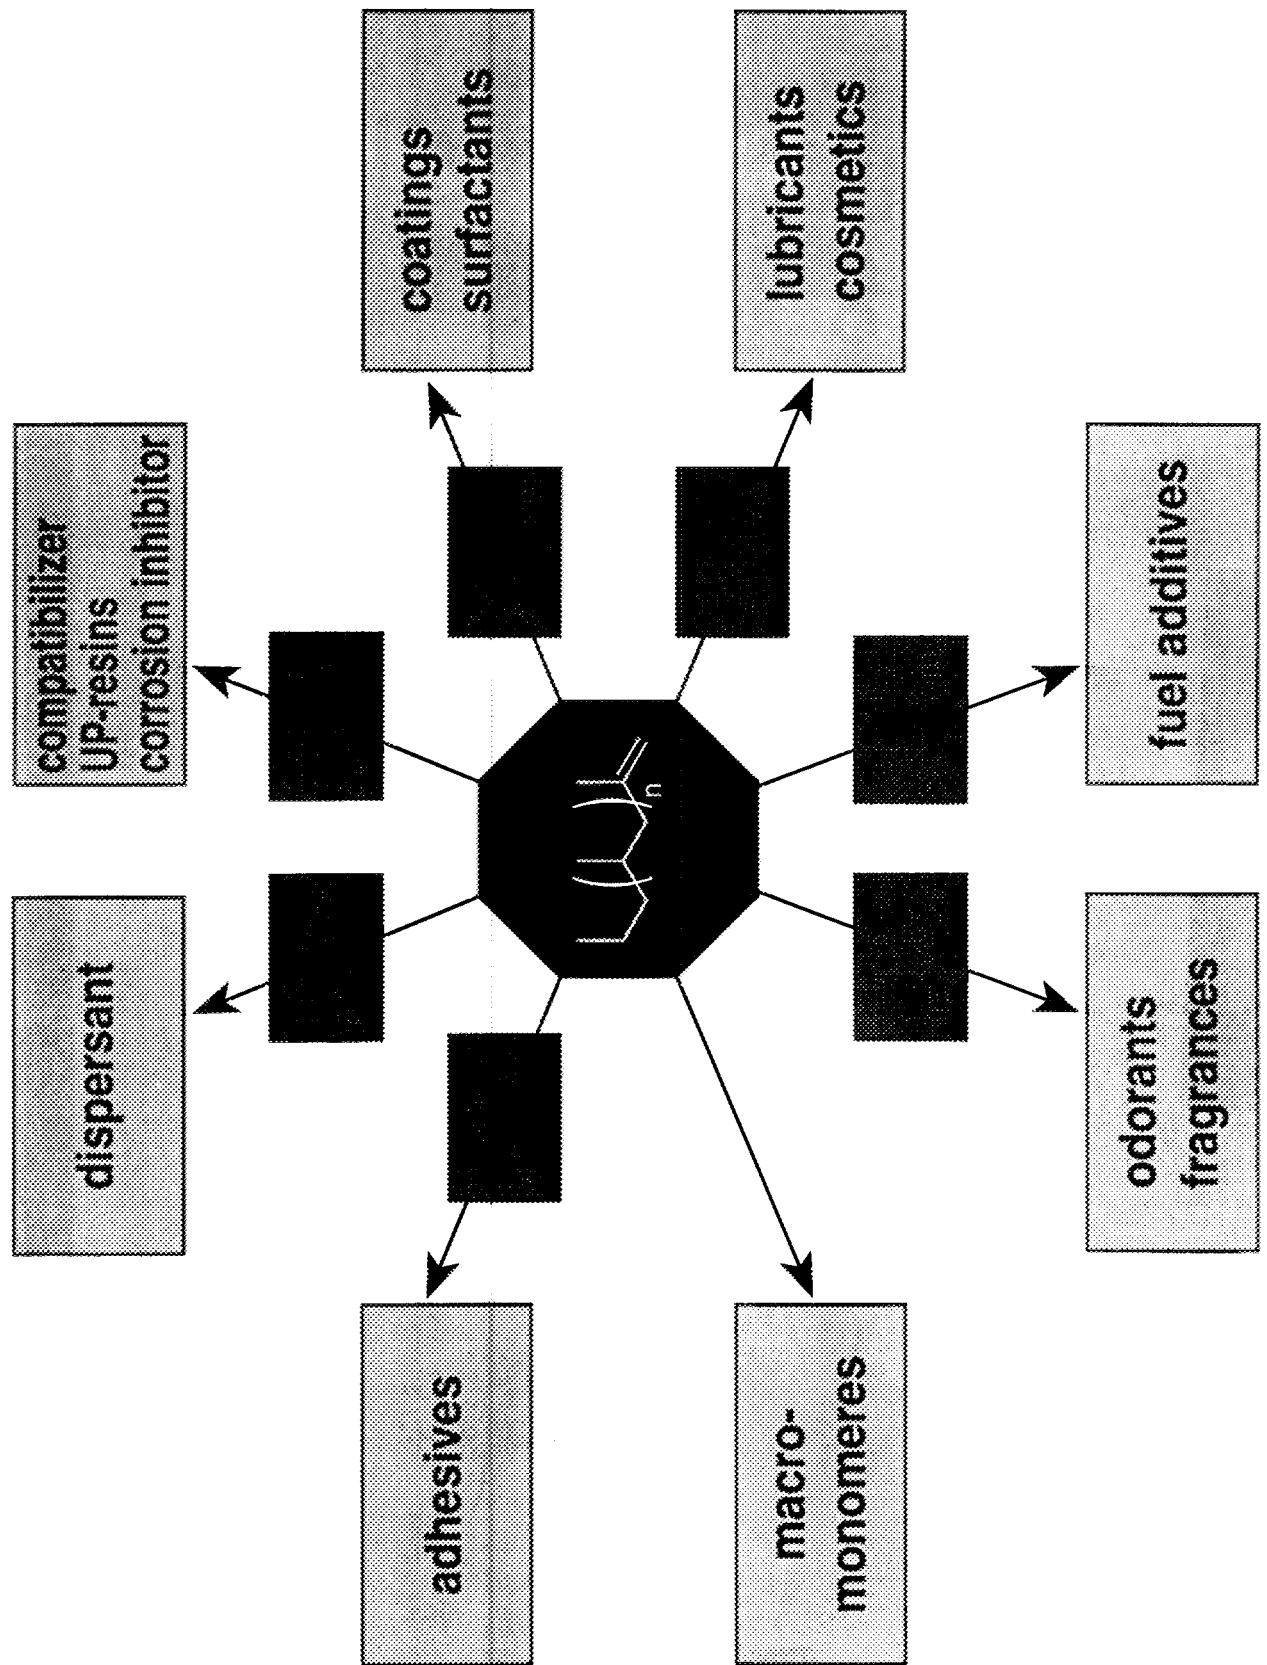 dispersant
compatibilizer
UP-resins
corrosion inhibitor
adhesives
coatings
surfactants
n
macro-
monomeres
lubricants
cosmetics
odorants
fragrances
fuel additives